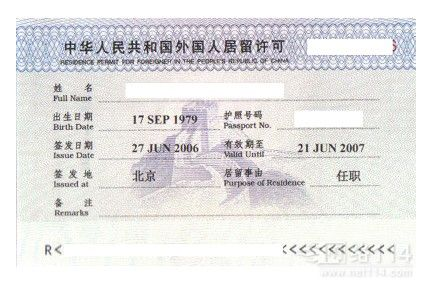 中华人民共和国外国人居留许可
RESIDENCE PERMIT FOR FOREIGNER IN THE PEOPLE'S REPUBLIC OF CHINA
姓 名
Full Name
出生日期 17 SEP 1979 护照号码
Birth Date Passport No.
签发日期 27 JUN 2006 有效期至 21 JUN 2007
Issue Date Valid Until
签 发 地 北京 居留事由 任职
Issued at Purpose of Residence
备 注
Remarks
R< <<<<<<<<<<<<<
www.net114.com